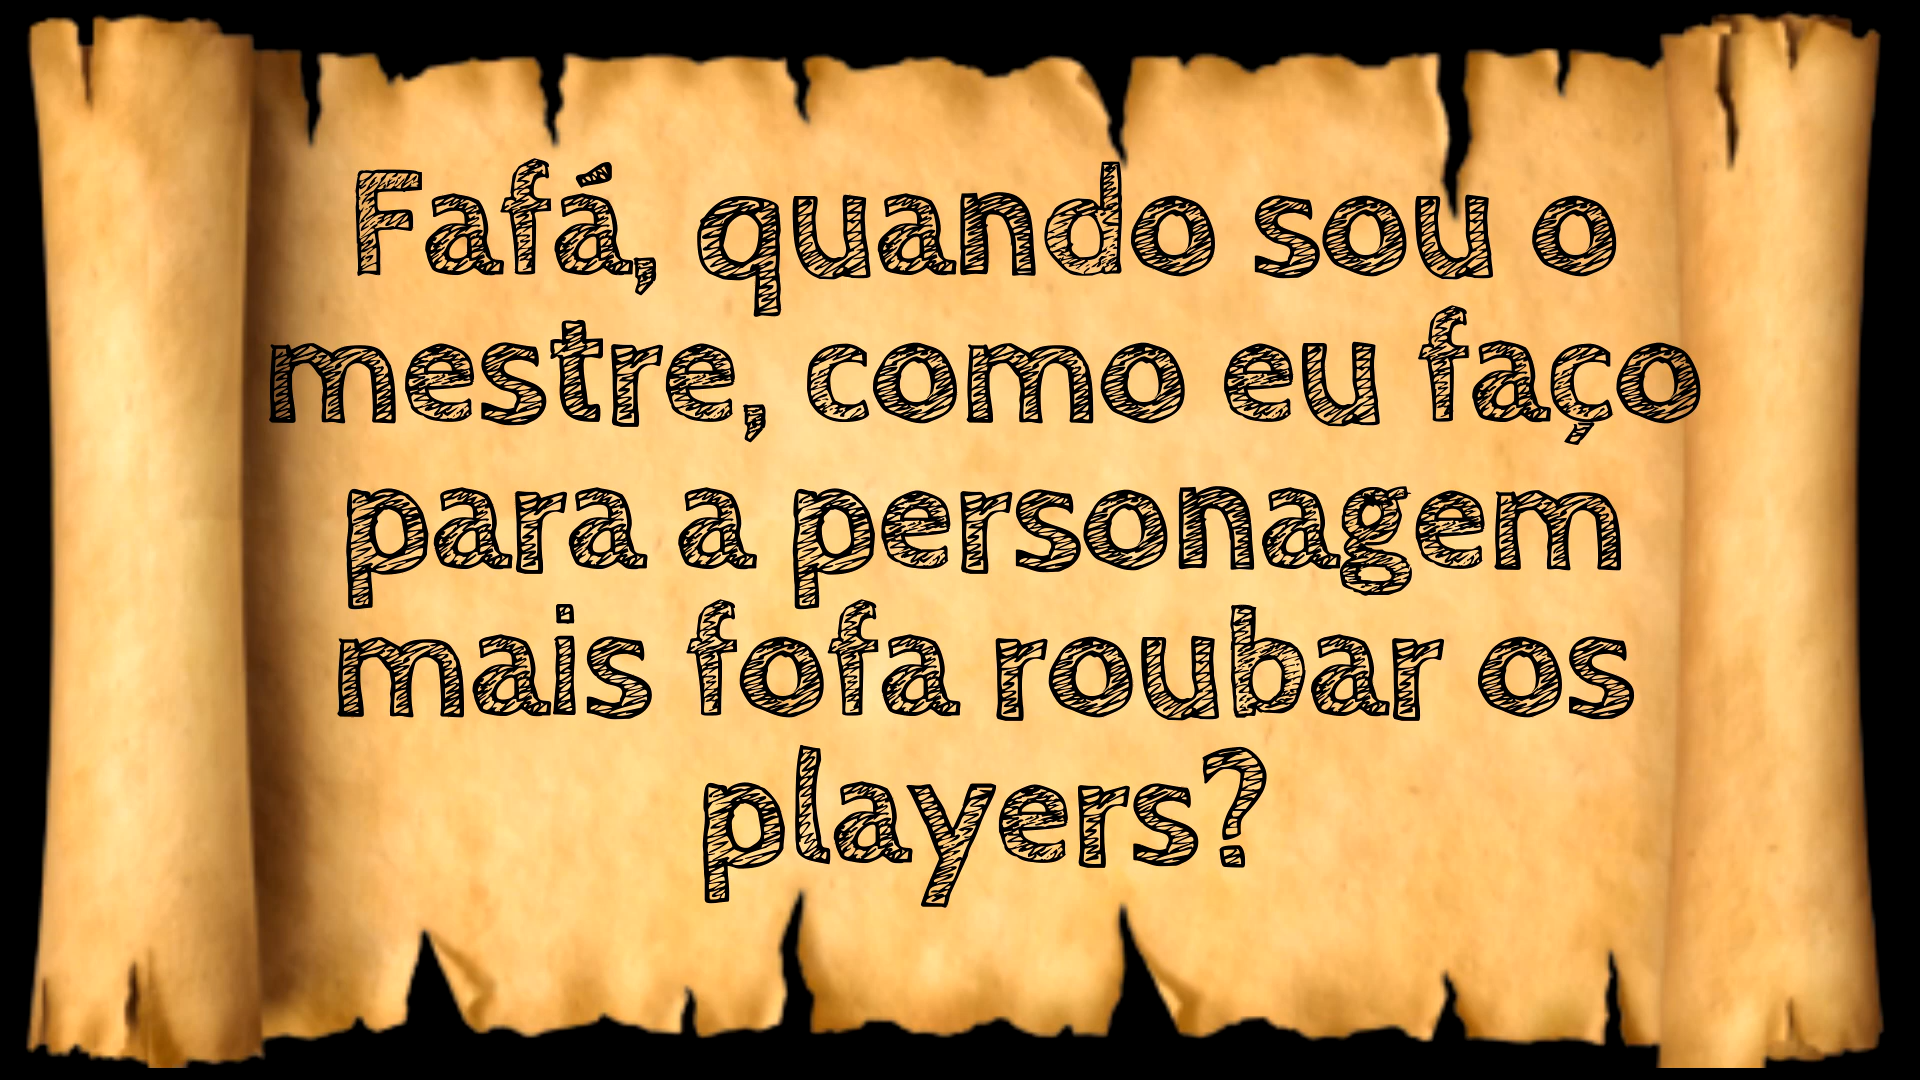 Fafá, quando sou o
mestre, como eu faço
para a personagem
mais fofa roubar os
players?